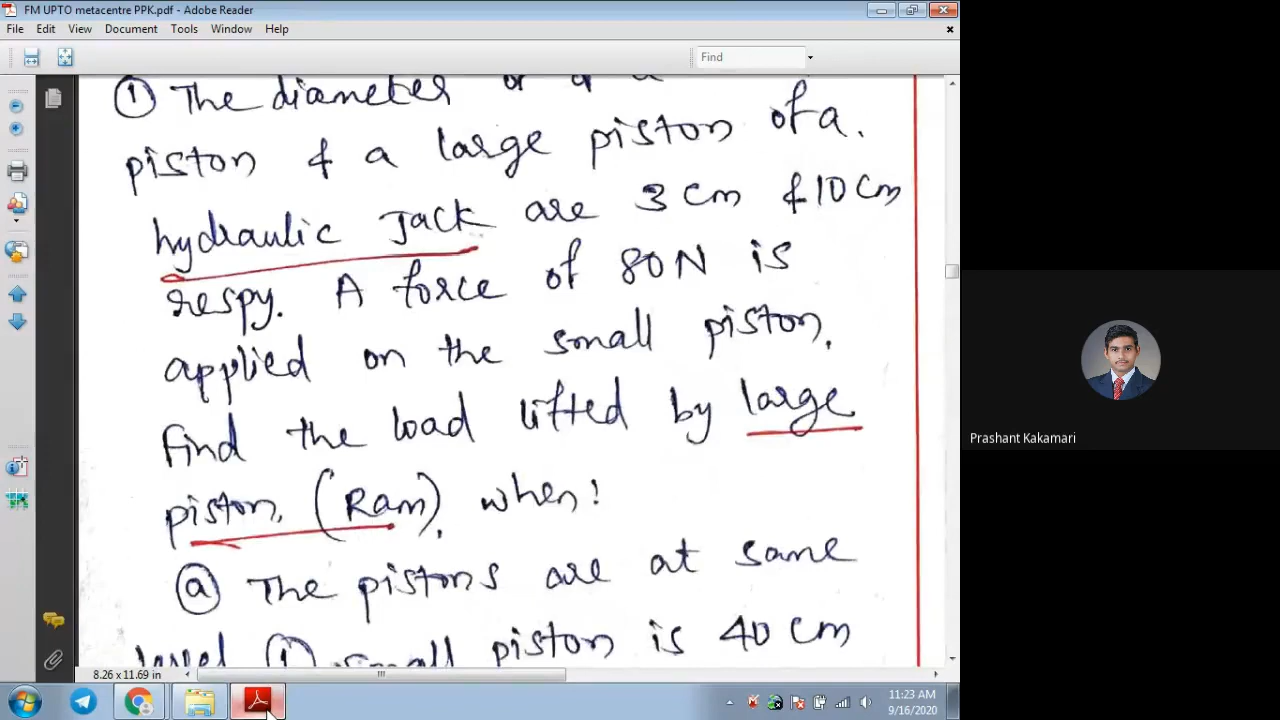 FM UPTO metacentre PPK.pdf - Adobe Reader
File Edit View Document Tools Window Help
Find
① The diameter
piston & a large piston of a.
hydraulic Jack are 3 cm & 10 cm
respy. A force of 80N is
applied on the small piston.
Find the load lifted by large
piston, (Ram). when:
ⓐ The pistons are at same
level small piston is 40 cm
8.26 x 11.69 in
Prashant Kakamari
11:23 AM
9/16/2020